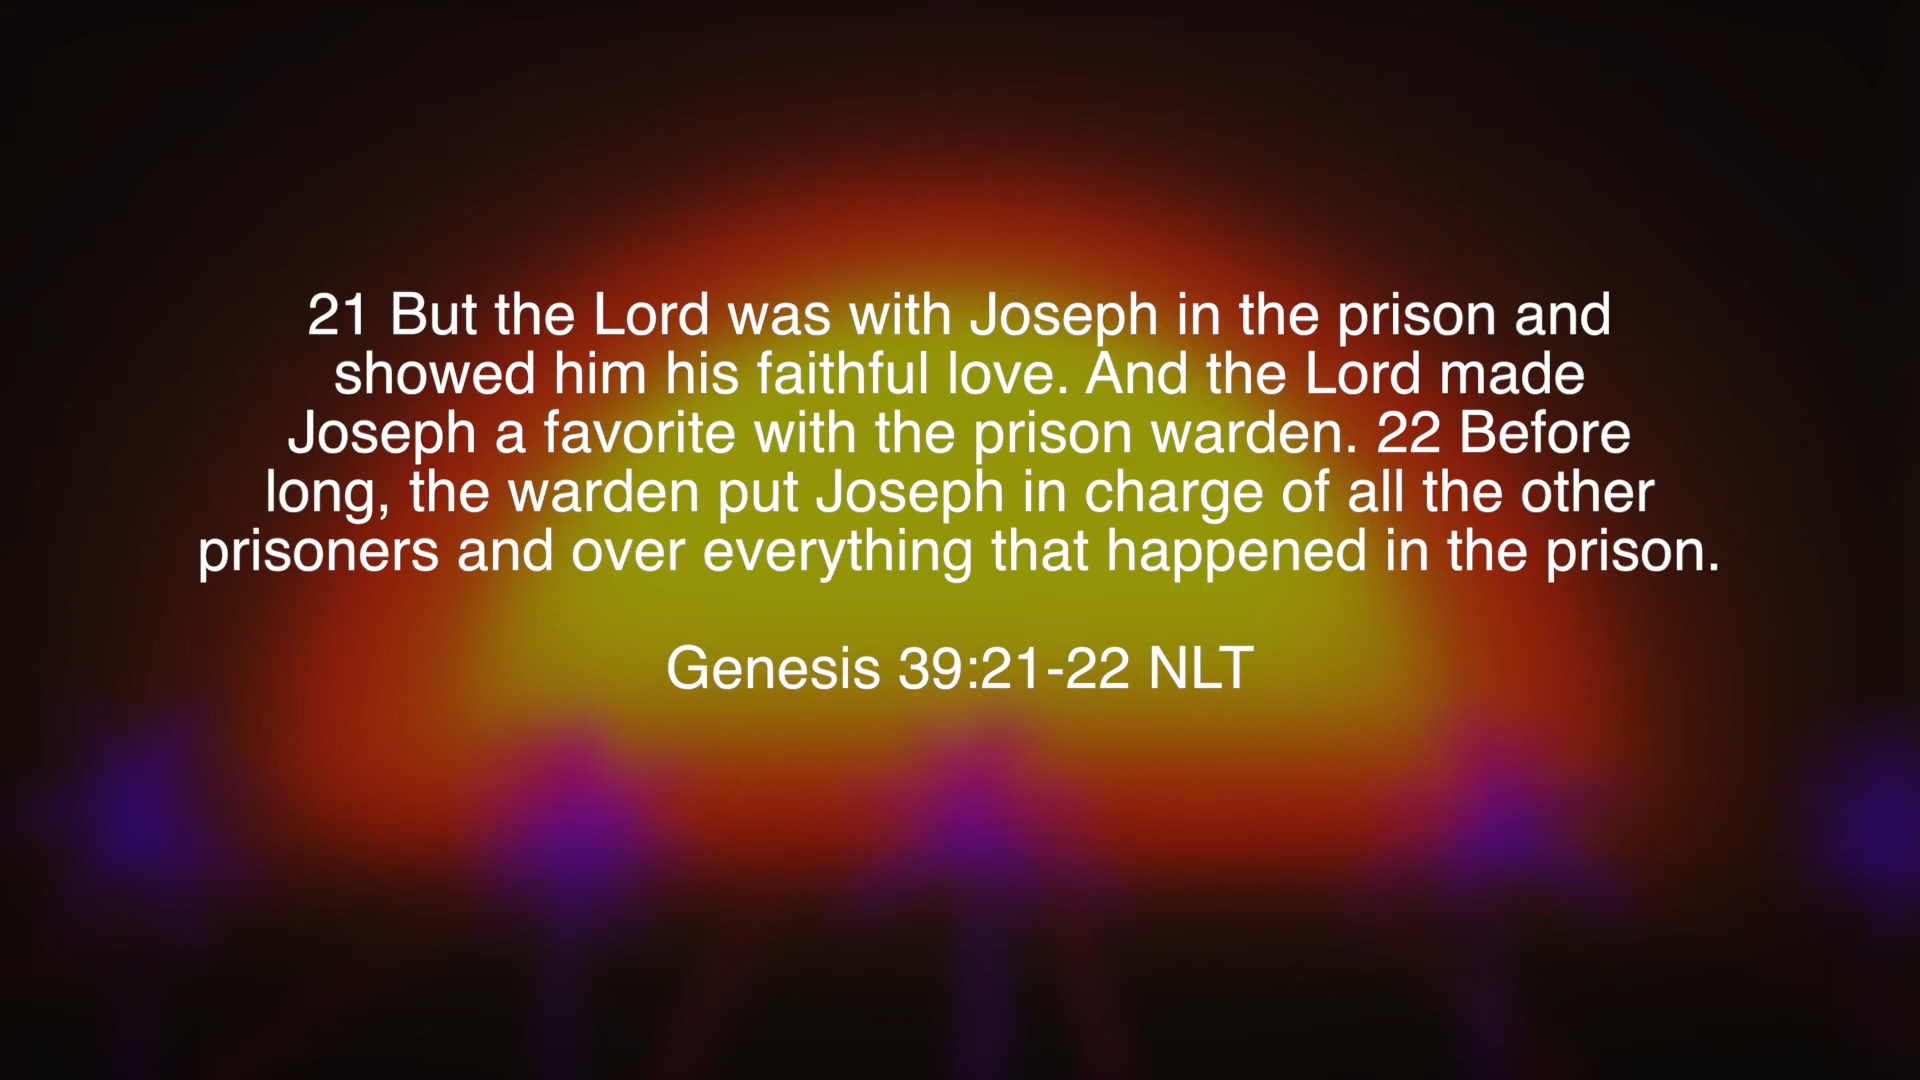 21 But the Lord was with Joseph in the prison and
showed him his faithful love. And the Lord made
Joseph a favorite with the prison warden. 22 Before
long, the warden put Joseph in charge of all the other
prisoners and over everything that happened in the prison.
Genesis 39:21-22 NLT